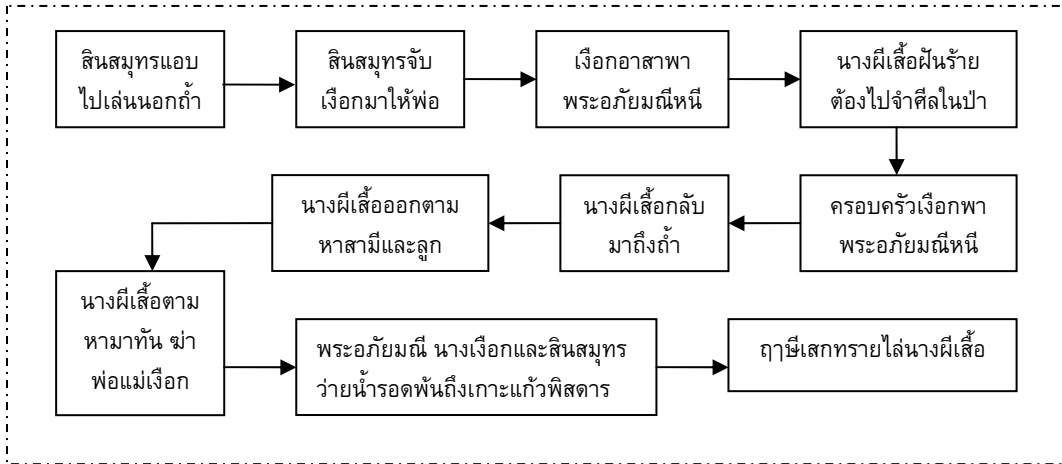 สินสมุทรแอบ
ไปเล่นนอกถ้ำ
สินสมุทรจับ
เงือกมาให้พ่อ
เงือกอาสาพา
พระอภัยมณีหนี
นางผีเสื้อฝันร้าย
ต้องไปจำศีลในป่า
ครอบครัวเงือกพา
พระอภัยมณีหนี
นางผีเสื้อกลับ
มาถึงถ้ำ
นางผีเสื้อออกตาม
หาสามีและลูก
นางผีเสื้อตาม
หามาทัน ฆ่า
พ่อแม่เงือก
พระอภัยมณี นางเงือกและสินสมุทร
ว่ายน้ำรอดพ้นถึงเกาะแก้วพิสดาร
ฤๅษีเสกทรายไล่นางผีเสื้อ